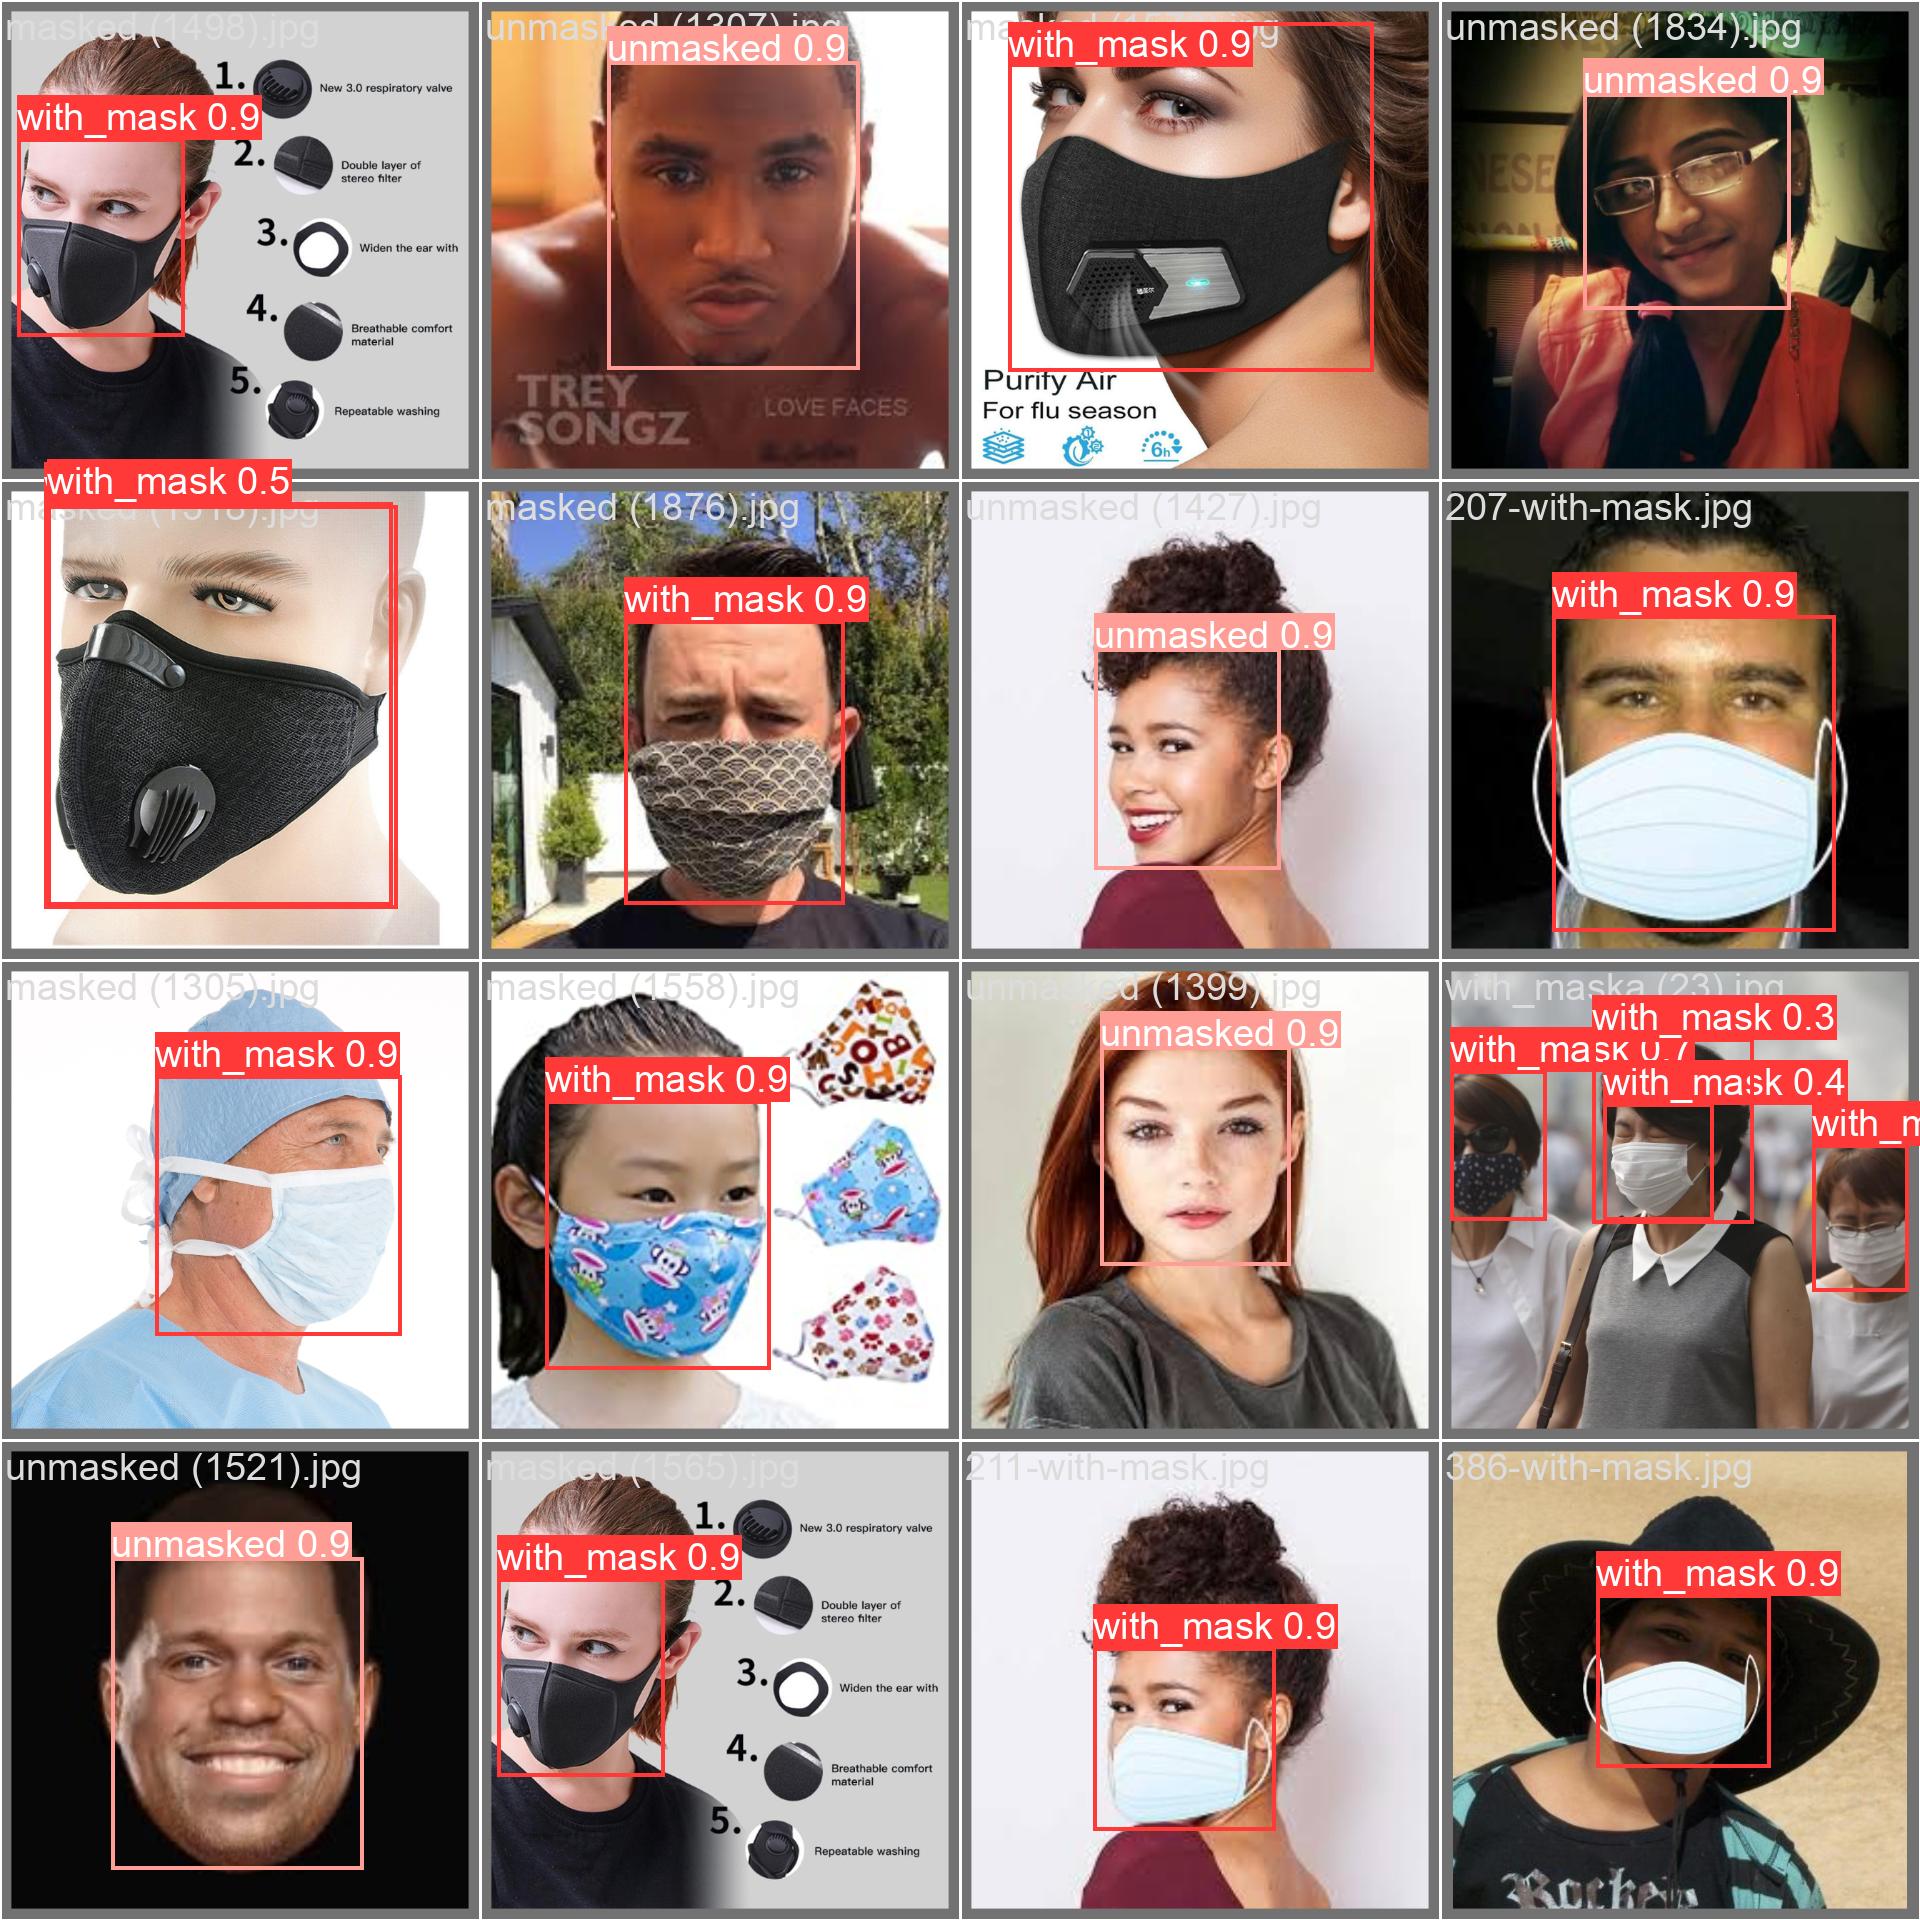 masked (1498).jpg
with_mask 0.9
1.
New 3.0 respiratory valve
2.
Double layer of
stereo filter
3.
Widen the ear with
4.
Breathable comfort
material
5.
Repeatable washing
unmasked (1307).jpg
unmasked 0.9
TREY
SONGZ
LOVE FACES
with_mask 0.9
Purify Air
For flu season
6h
unmasked (1834).jpg
unmasked 0.9
with_mask 0.5
masked (1876).jpg
with_mask 0.9
unmasked (1427).jpg
unmasked 0.9
207-with-mask.jpg
with_mask 0.9
masked (1305).jpg
with_mask 0.9
masked (1558).jpg
with_mask 0.9
unmasked (1399).jpg
unmasked 0.9
with_maska (23).jpg
with_mask 0.3
with_mask 0.7
with_mask 0.4
with_m
unmasked (1521).jpg
unmasked 0.9
masked (1565).jpg
with_mask 0.9
1.
New 3.0 respiratory valve
2.
Double layer of
stereo filter
3.
Widen the ear with
4.
Breathable comfort
material
5.
Repeatable washing
211-with-mask.jpg
with_mask 0.9
386-with-mask.jpg
with_mask 0.9